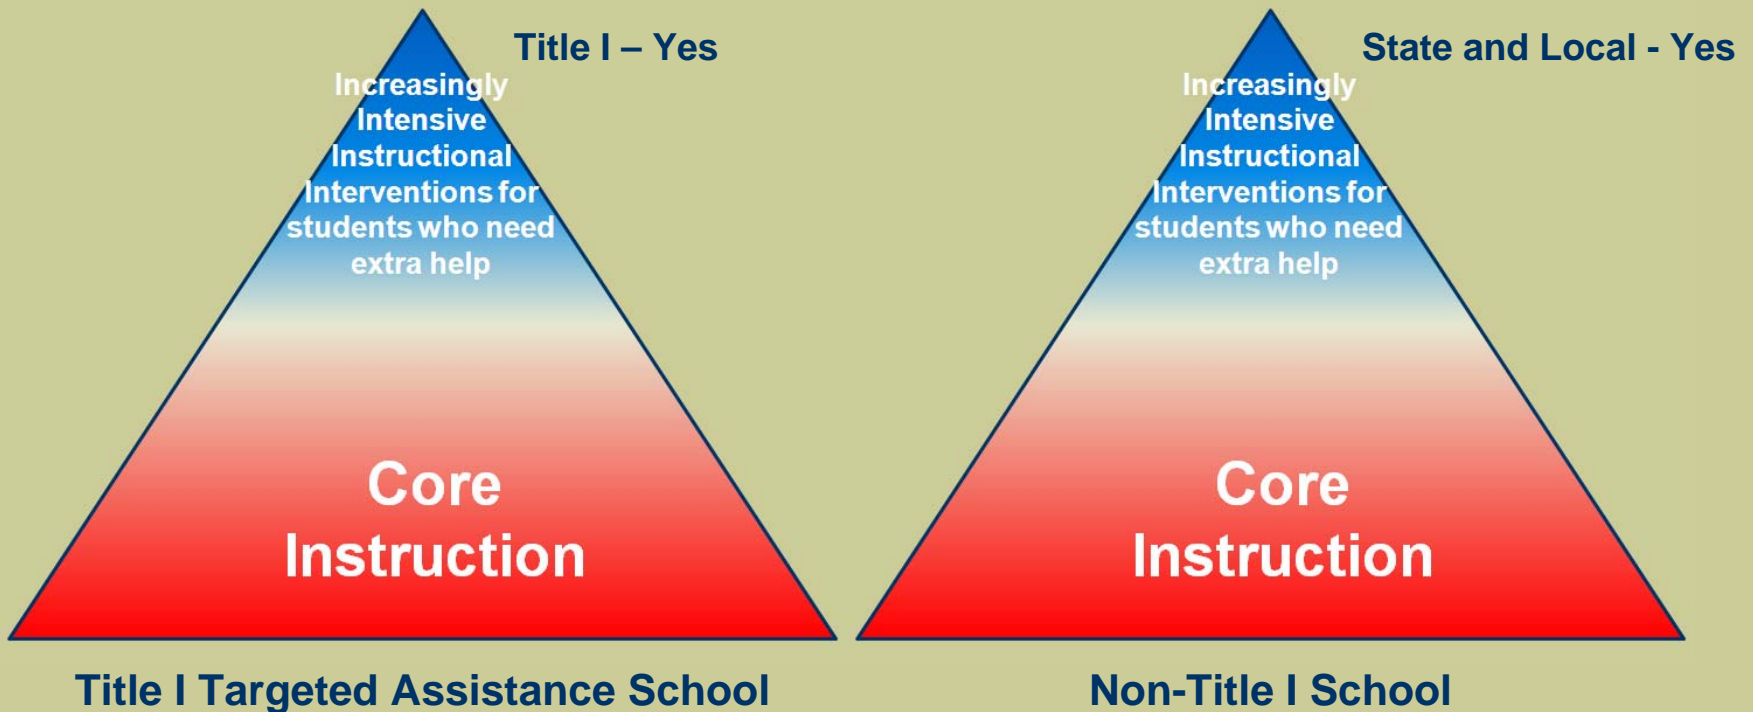 Title I – Yes
Increasingly
Intensive
Instructional
Interventions for
students who need
extra help
Core
Instruction
Title I Targeted Assistance School
State and Local - Yes
Increasingly
Intensive
Instructional
Interventions for
students who need
extra help
Core
Instruction
Non-Title I School